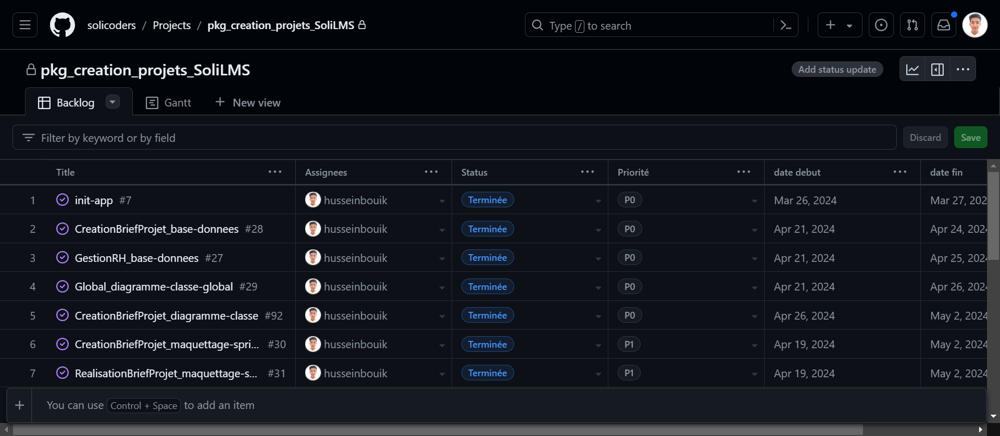 solicoders / Projects / pkg_creation_projets_SoliLMS
Type / to search
pkg_creation_projets_SoliLMS
Add status update
Backlog
Gantt
New view
Filter by keyword or by field
Discard
Save
Title Assignees Status Priorité date debut date fin
1 init-app #7 husseinbouik Terminée P0 Mar 26, 2024 Mar 27, 202
2 CreationBriefProjet_base-donnees #28 husseinbouik Terminée P0 Apr 21, 2024 Apr 24, 2024
3 GestionRH_base-donnees #27 husseinbouik Terminée P0 Apr 21, 2024 Apr 25, 2024
4 Global_diagramme-classe-global #29 husseinbouik Terminée P0 Apr 21, 2024 Apr 26, 2024
5 CreationBriefProjet_diagramme-classe #92 husseinbouik Terminée P0 Apr 26, 2024 May 2, 2024
6 CreationBriefProjet_maquettage-spri... #30 husseinbouik Terminée P1 Apr 19, 2024 May 2, 2024
7 RealisationBriefProjet_maquettage-s... #31 husseinbouik Terminée P1 Apr 19, 2024 May 2, 2024
You can use Control + Space to add an item